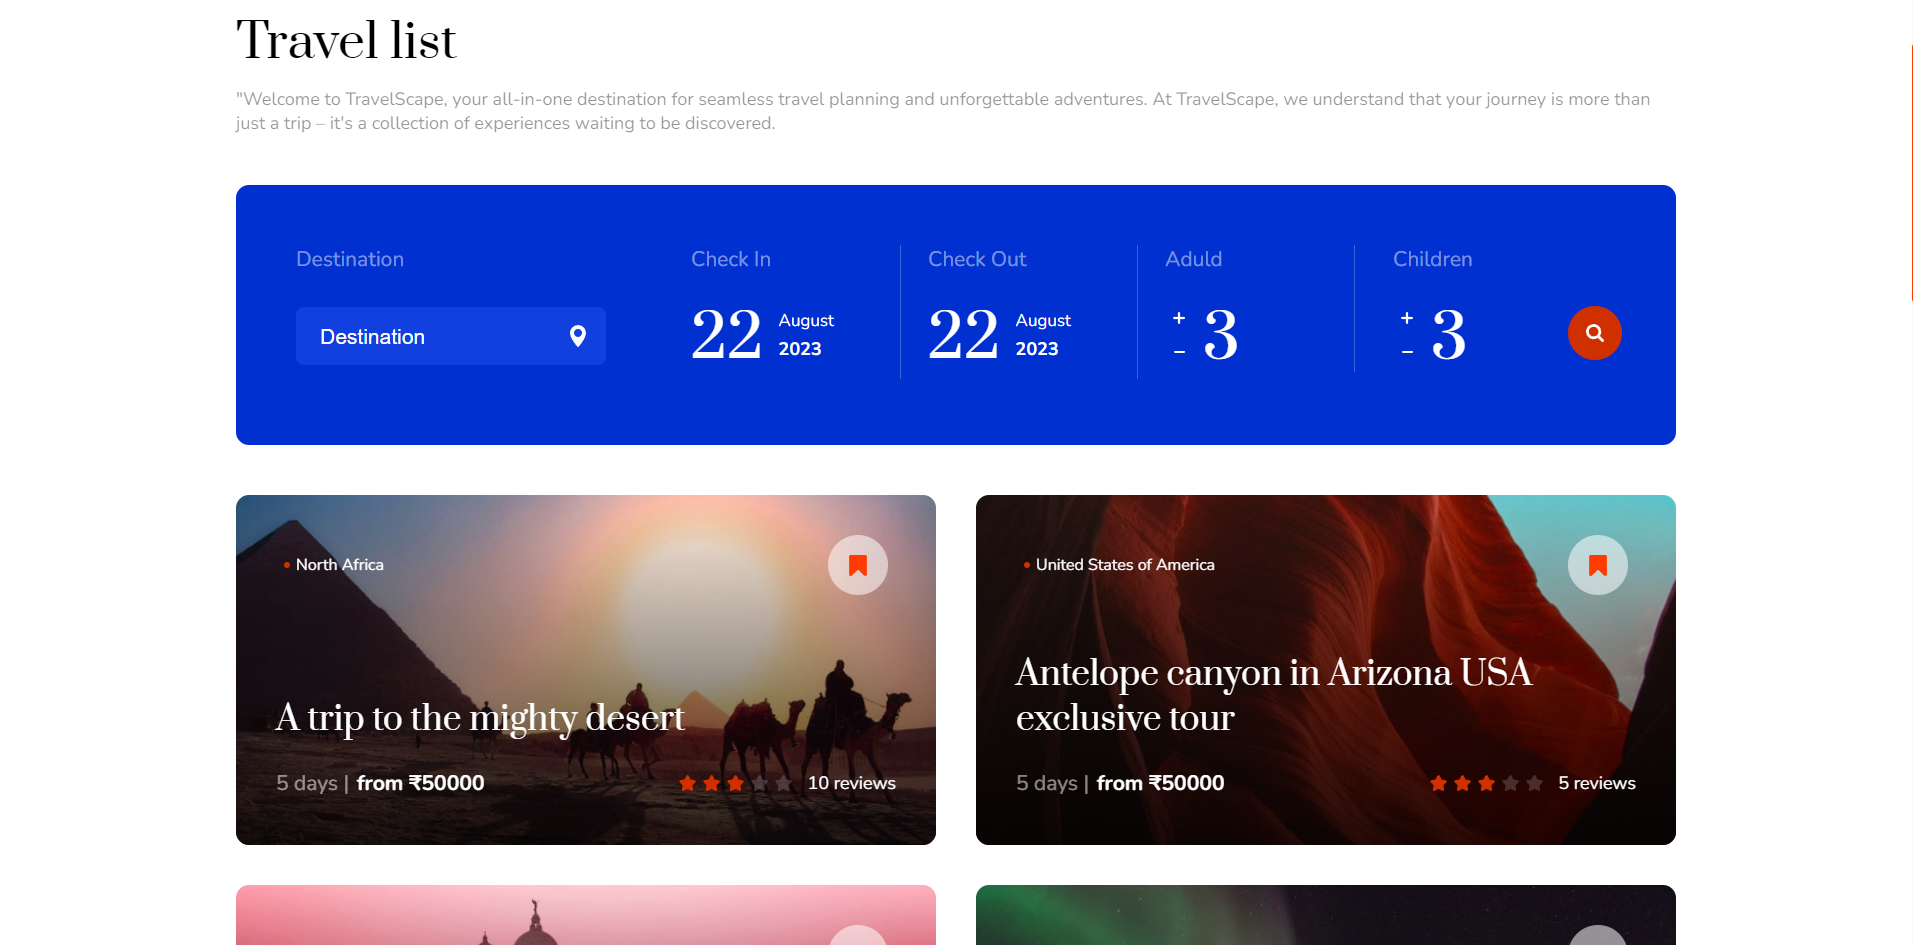 Travel list
"Welcome to TravelScape, your all-in-one destination for seamless travel planning and unforgettable adventures. At TravelScape, we understand that your journey is more than
just a trip – it's a collection of experiences waiting to be discovered.
Destination
Check In
Check Out
Aduld
Children
Destination
22 August 2023
22 August 2023
+ − 3
+ − 3
• North Africa
A trip to the mighty desert
5 days | from ₹50000
10 reviews
• United States of America
Antelope canyon in Arizona USA
exclusive tour
5 days | from ₹50000
5 reviews